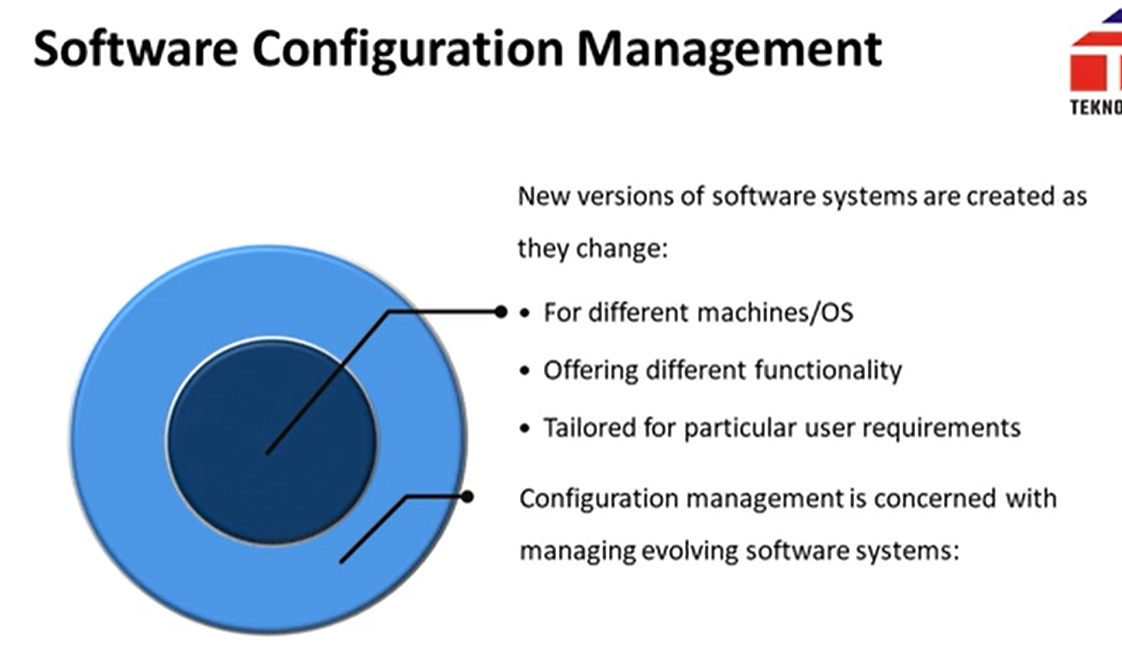 Software Configuration Management
TEKNO
New versions of software systems are created as
they change:
• For different machines/OS
• Offering different functionality
• Tailored for particular user requirements
Configuration management is concerned with
managing evolving software systems: